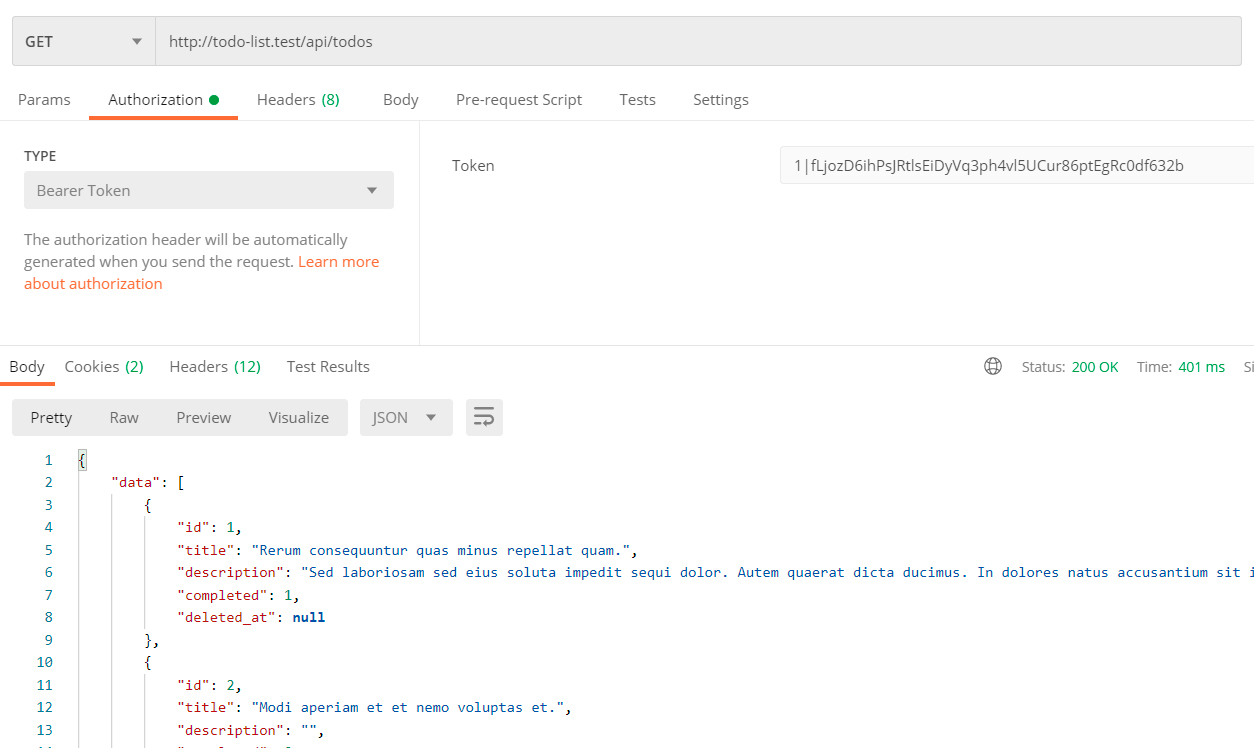 GET http://todo-list.test/api/todos
Params Authorization Headers (8) Body Pre-request Script Tests Settings
TYPE
Bearer Token
The authorization header will be automatically
generated when you send the request. Learn more
about authorization
Token 1|fLjozD6ihPsJRtlsEiDyVq3ph4vl5UCur86ptEgRc0df632b
Body Cookies (2) Headers (12) Test Results Status: 200 OK Time: 401 ms
Pretty Raw Preview Visualize JSON
1 {
2 "data": [
3 {
4 "id": 1,
5 "title": "Rerum consequuntur quas minus repellat quam.",
6 "description": "Sed laboriosam sed eius soluta impedit sequi dolor. Autem quaerat dicta ducimus. In dolores natus accusantium sit
7 "completed": 1,
8 "deleted_at": null
9 },
10 {
11 "id": 2,
12 "title": "Modi aperiam et et nemo voluptas et.",
13 "description": "",